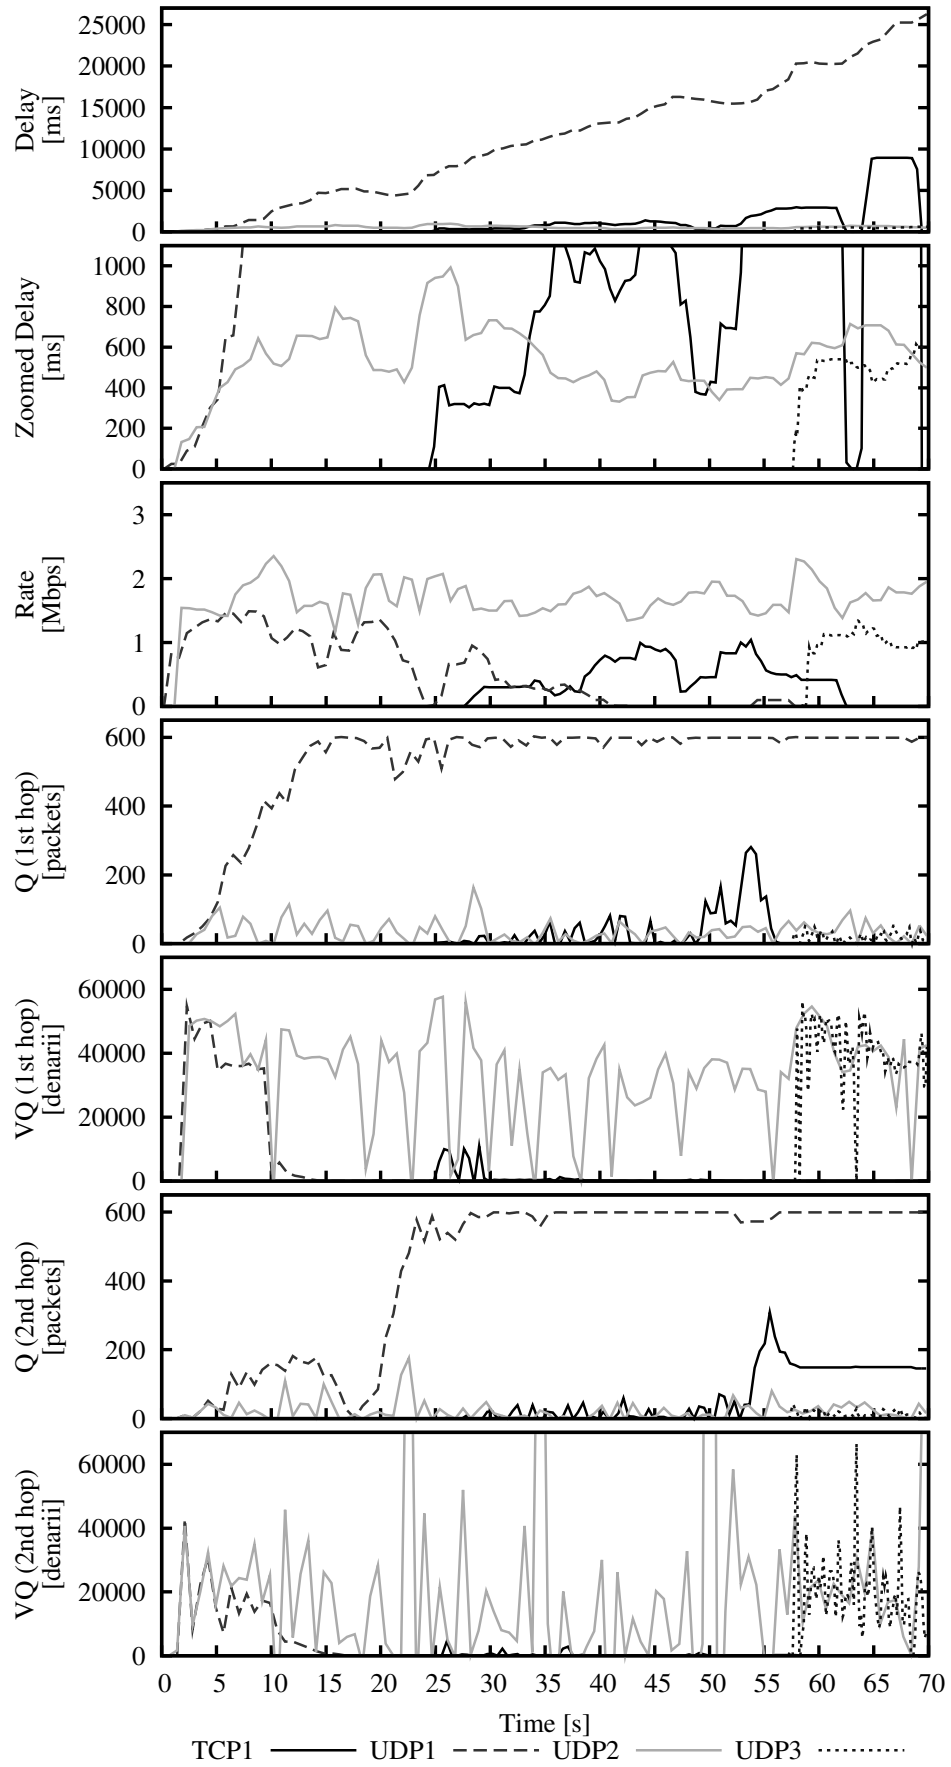 Delay
[ms]
25000
20000
15000
10000
5000
0
Zoomed Delay
[ms]
1000
800
600
400
200
0
Rate
[Mbps]
3
2
1
0
Q (1st hop)
[packets]
600
400
200
0
VQ (1st hop)
[denarii]
60000
40000
20000
0
Q (2nd hop)
[packets]
600
400
200
0
VQ (2nd hop)
[denarii]
60000
40000
20000
0
0 5 10 15 20 25 30 35 40 45 50 55 60 65 70
Time [s]
TCP1 UDP1 UDP2 UDP3